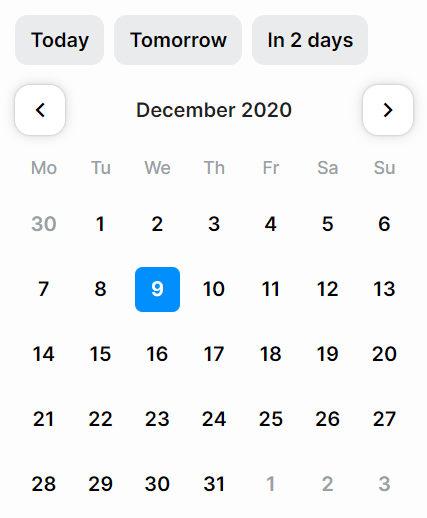 Today Tomorrow In 2 days
December 2020
Mo Tu We Th Fr Sa Su
30 1 2 3 4 5 6
7 8 9 10 11 12 13
14 15 16 17 18 19 20
21 22 23 24 25 26 27
28 29 30 31 1 2 3